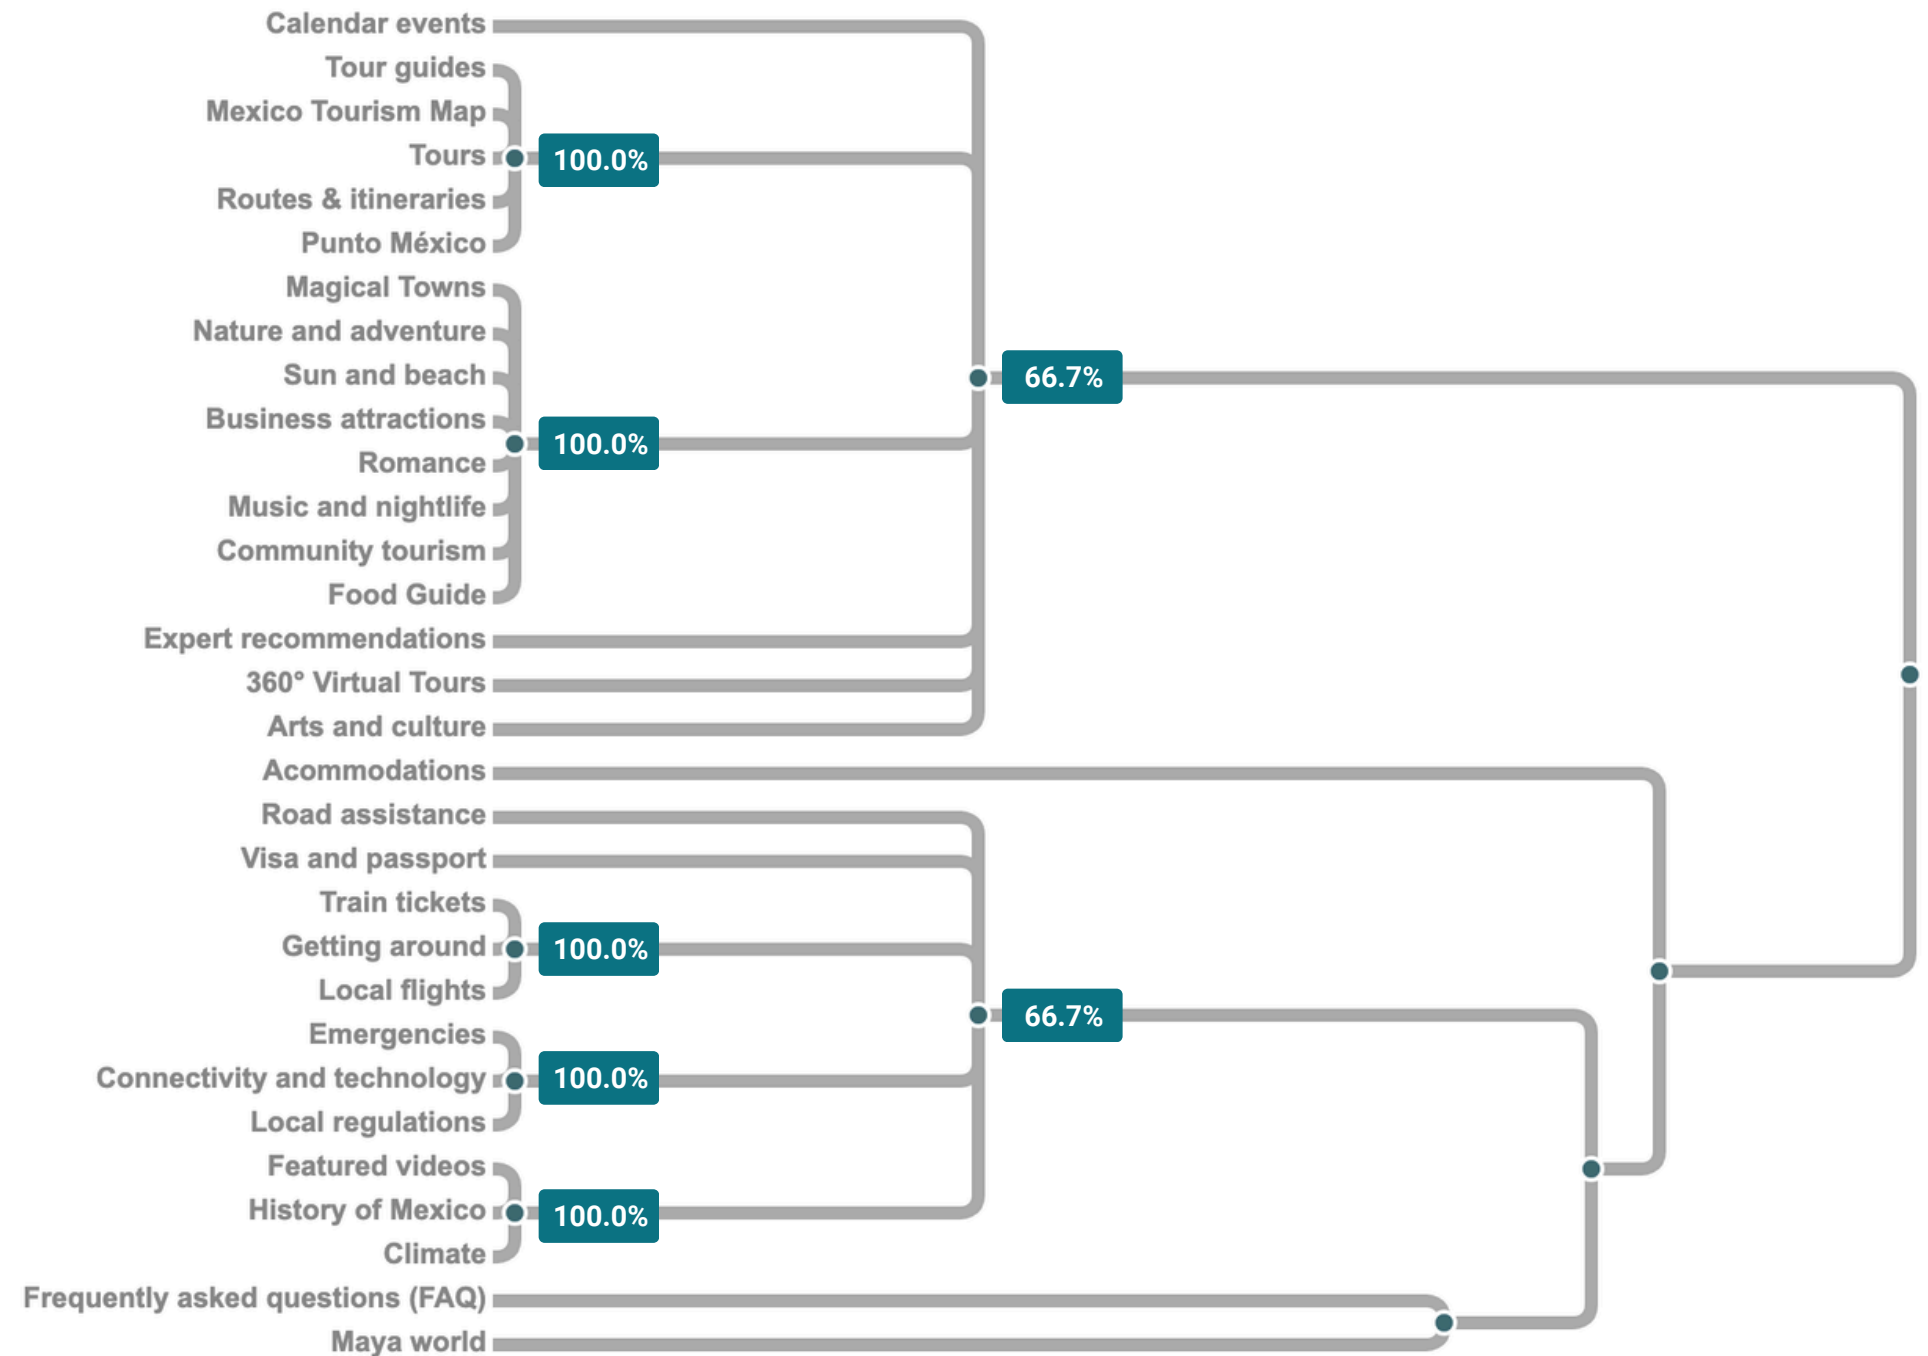 Calendar events
Tour guides
Mexico Tourism Map
Tours
100.0%
Routes & itineraries
Punto México
Magical Towns
Nature and adventure
Sun and beach
66.7%
Business attractions
100.0%
Romance
Music and nightlife
Community tourism
Food Guide
Expert recommendations
360° Virtual Tours
Arts and culture
Acommodations
Road assistance
Visa and passport
Train tickets
Getting around
100.0%
Local flights
66.7%
Emergencies
Connectivity and technology
100.0%
Local regulations
Featured videos
History of Mexico
100.0%
Climate
Frequently asked questions (FAQ)
Maya world